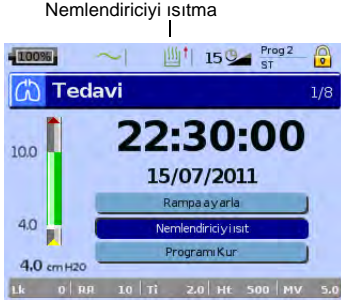 Nemlendiriciyi ısıtma
100% 15 Prog 2
ST
Tedavi 1/8
10.0
22:30:00
15/07/2011
Rampa ayarla
4.0
Nemlendiriciyi ısıt
Programı Kur
4.0 cm H2O
Lk 0 RR 10 Ti 2.0 Ht 500 MV 5.0